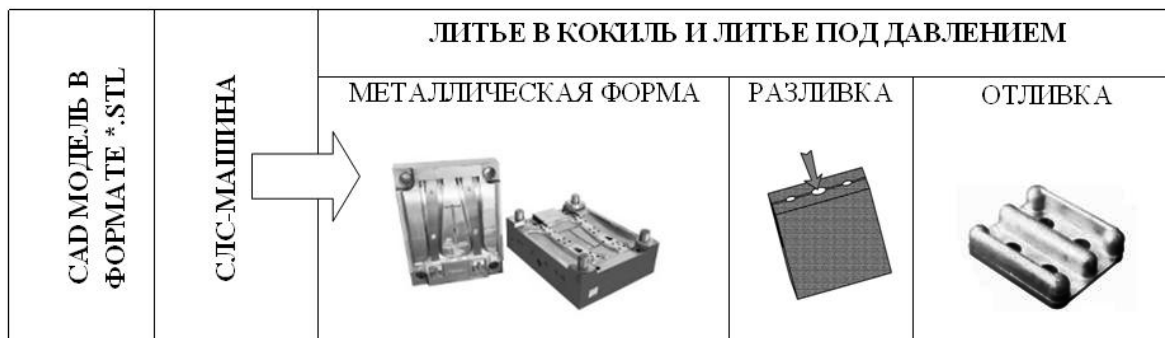 CAD МОДЕЛЬ В
ФОРМАТЕ *.STL
СЛС-МАШИНА
ЛИТЬЕ В КОКИЛЬ И ЛИТЬЕ ПОД ДАВЛЕНИЕМ
МЕТАЛЛИЧЕСКАЯ ФОРМА
РАЗЛИВКА
ОТЛИВКА